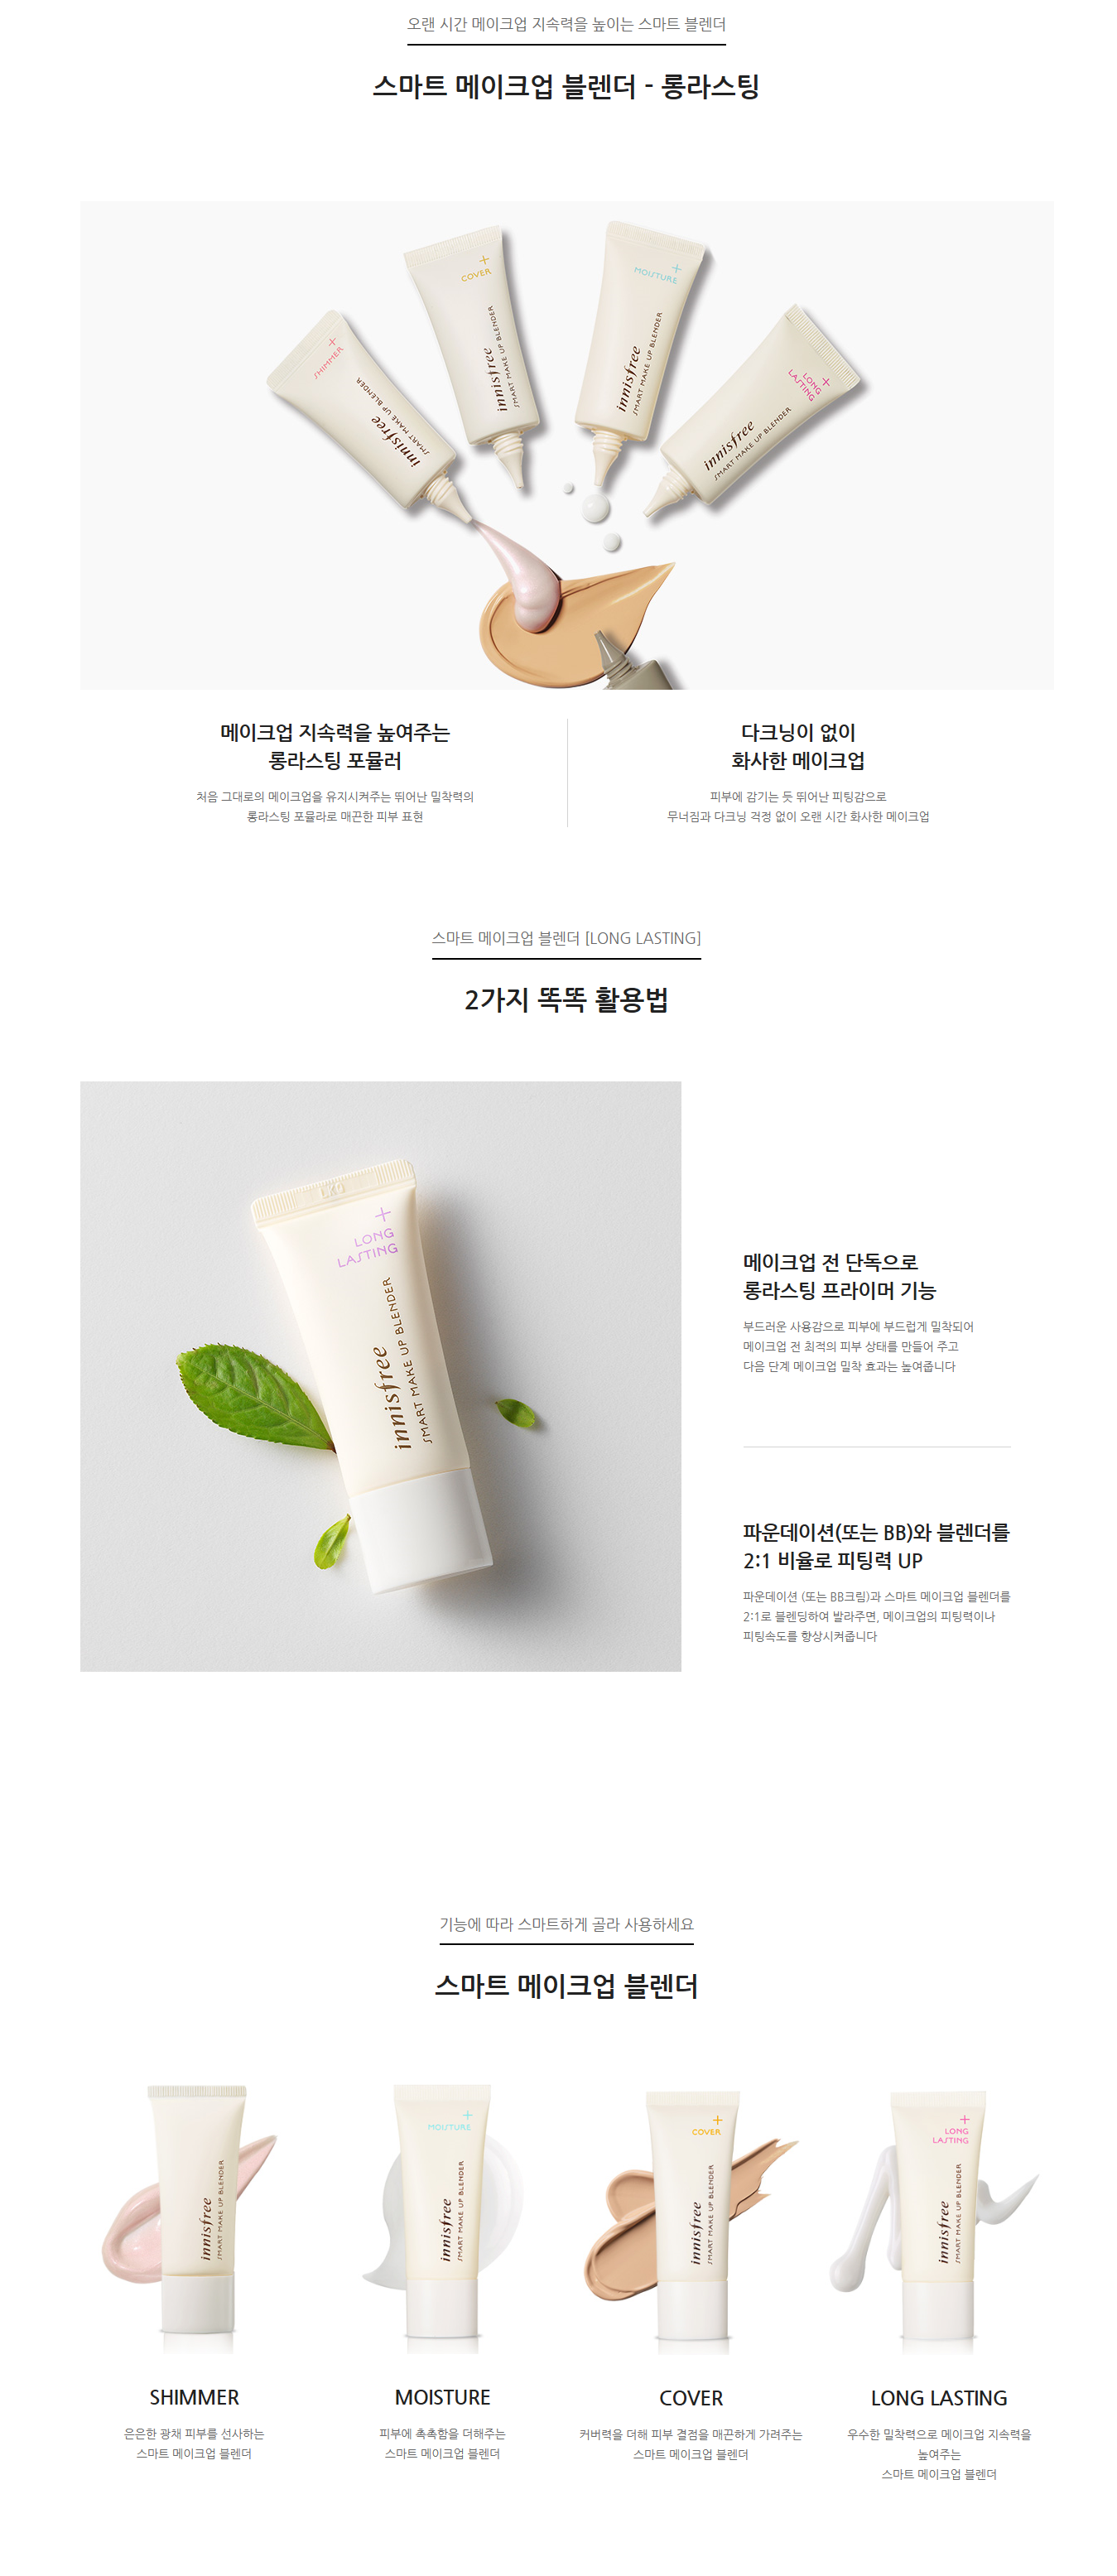 오랜 시간 메이크업 지속력을 높이는 스마트 블렌더
스마트 메이크업 블렌더 - 롱라스팅
+
SHIMMER
innisfree
SMART MAKE UP BLENDER
+
COVER
innisfree
SMART MAKE UP BLENDER
+
MOISTURE
innisfree
SMART MAKE UP BLENDER
+
LONG
LASTING
innisfree
SMART MAKE UP BLENDER
메이크업 지속력을 높여주는
롱라스팅 포뮬러
처음 그대로의 메이크업을 유지시켜주는 뛰어난 밀착력의
롱라스팅 포뮬라로 매끈한 피부 표현
다크닝이 없이
화사한 메이크업
피부에 감기는 듯 뛰어난 피팅감으로
무너짐과 다크닝 걱정 없이 오랜 시간 화사한 메이크업
스마트 메이크업 블렌더 [LONG LASTING]
2가지 똑똑 활용법
+
LONG
LASTING
innisfree
SMART MAKE UP BLENDER
메이크업 전 단독으로
롱라스팅 프라이머 기능
부드러운 사용감으로 피부에 부드럽게 밀착되어
메이크업 전 최적의 피부 상태를 만들어 주고
다음 단계 메이크업 밀착 효과는 높여줍니다
파운데이션(또는 BB)와 블렌더를
2:1 비율로 피팅력 UP
파운데이션 (또는 BB크림)과 스마트 메이크업 블렌더를
2:1로 블렌딩하여 발라주면, 메이크업의 피팅력이나
피팅속도를 향상시켜줍니다
기능에 따라 스마트하게 골라 사용하세요
스마트 메이크업 블렌더
innisfree
SMART MAKE UP BLENDER
+
MOISTURE
innisfree
SMART MAKE UP BLENDER
+
COVER
innisfree
SMART MAKE UP BLENDER
+
LONG
LASTING
innisfree
SMART MAKE UP BLENDER
SHIMMER
은은한 광채 피부를 선사하는
스마트 메이크업 블렌더
MOISTURE
피부에 촉촉함을 더해주는
스마트 메이크업 블렌더
COVER
커버력을 더해 피부 결점을 매끈하게 가려주는
스마트 메이크업 블렌더
LONG LASTING
우수한 밀착력으로 메이크업 지속력을
높여주는
스마트 메이크업 블렌더